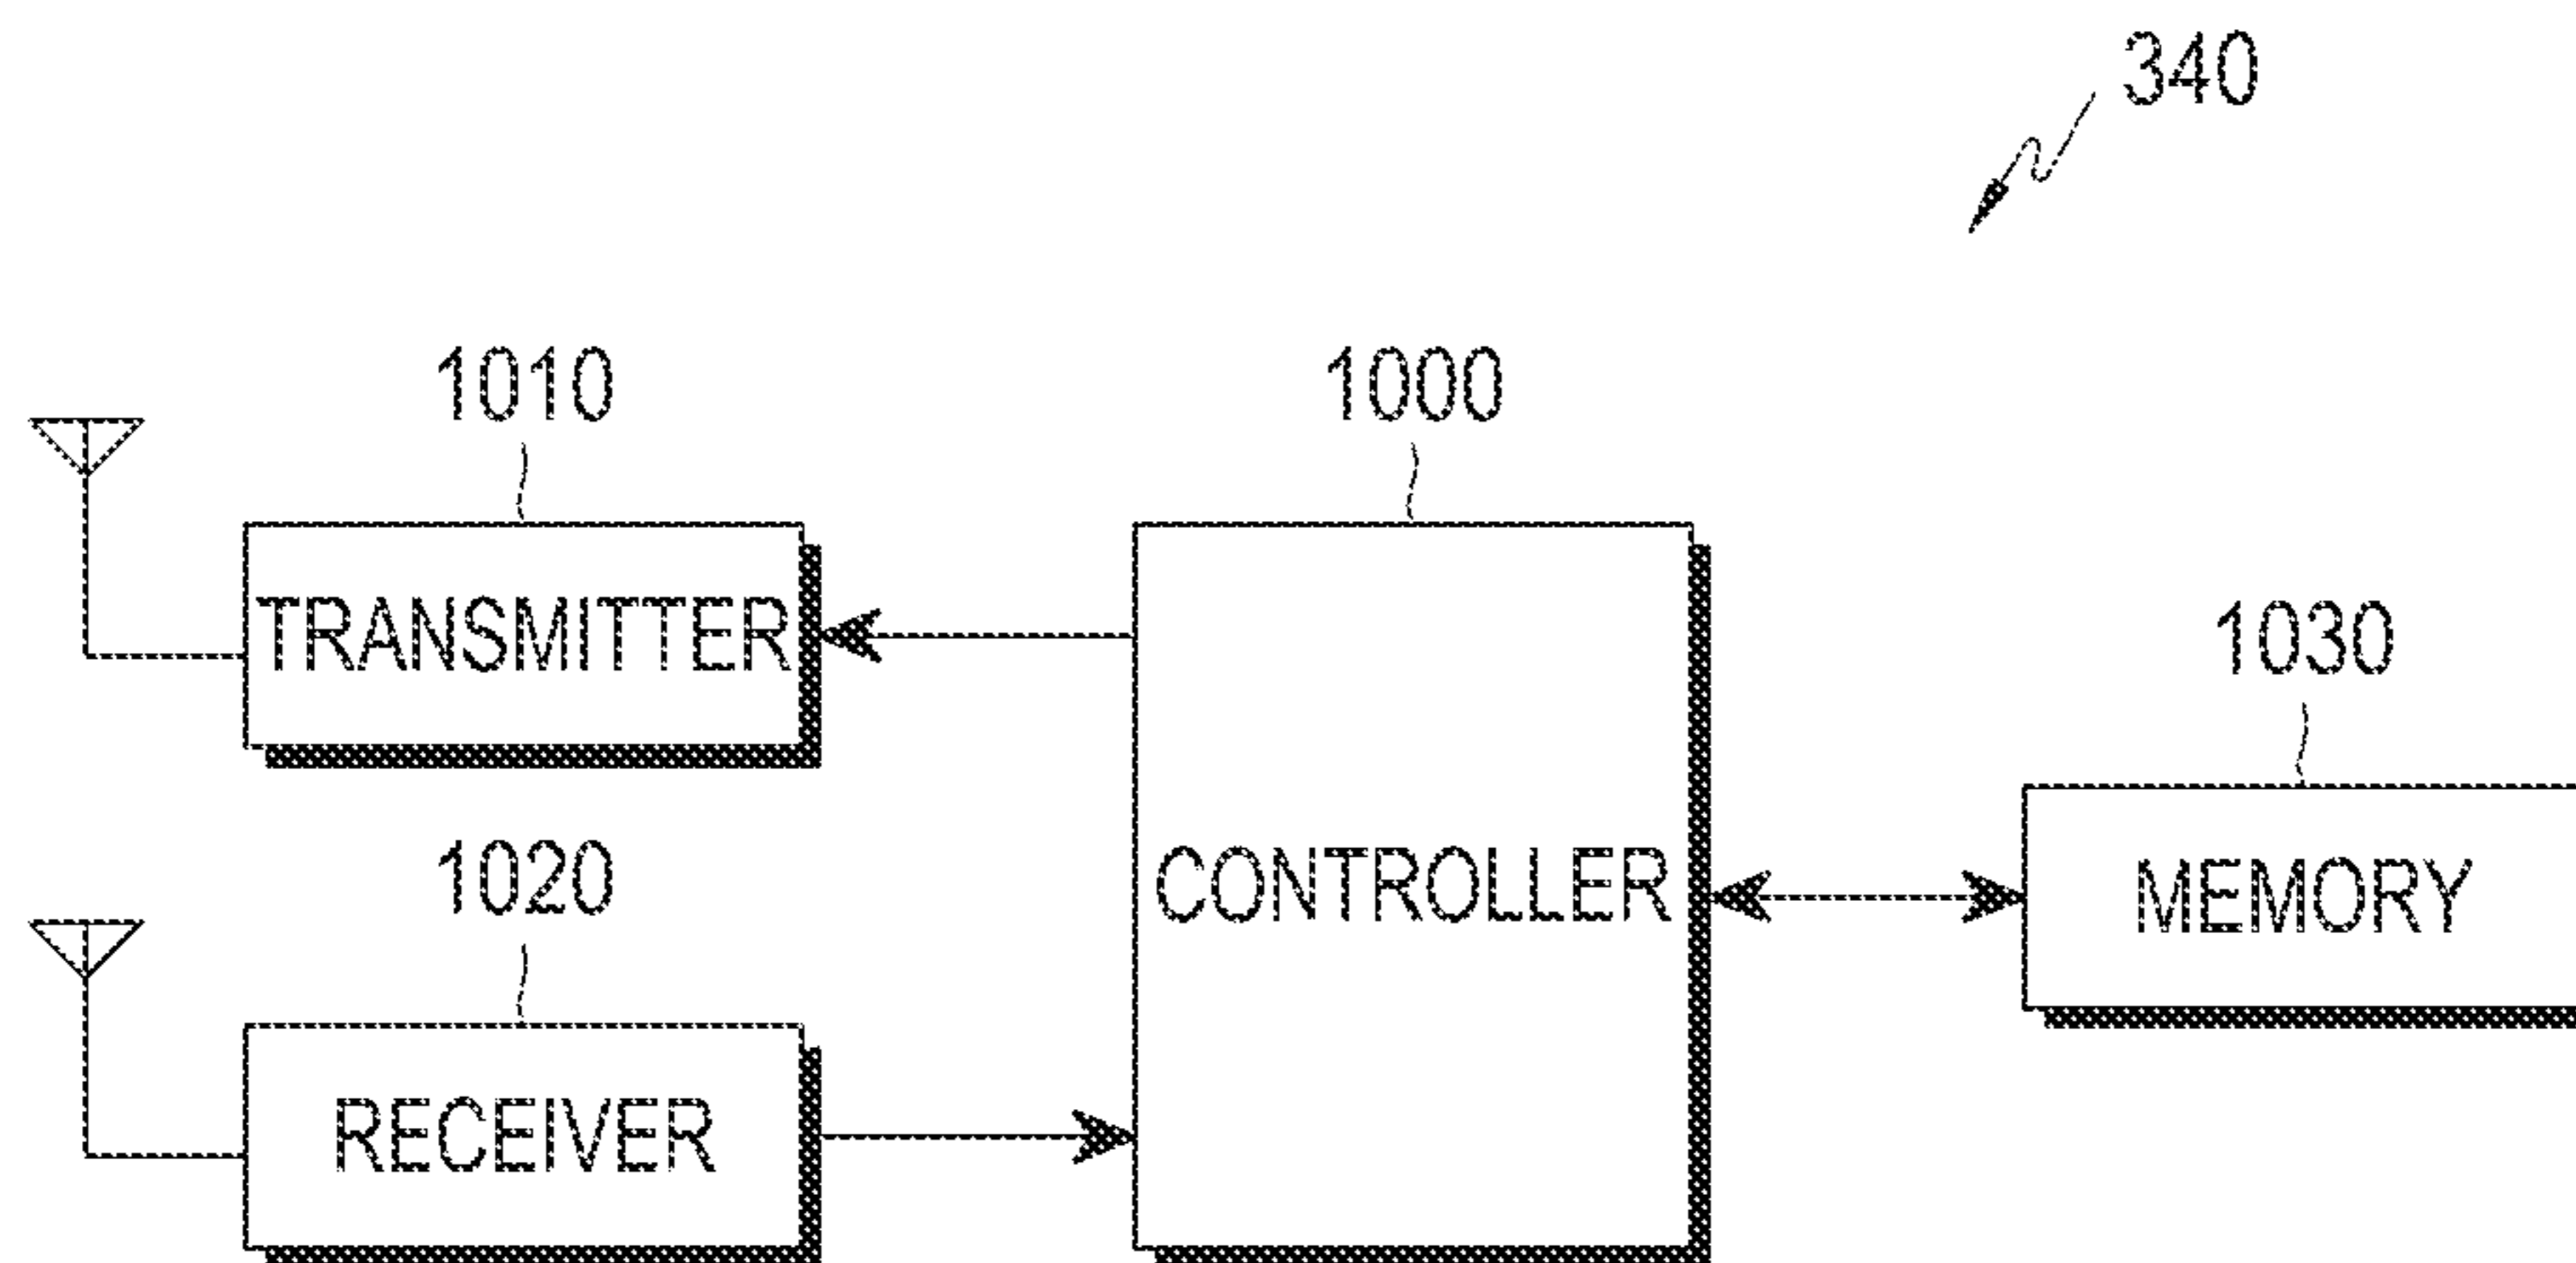 340
1010
1000
TRANSMITTER
1030
1020
CONTROLLER
MEMORY
RECEIVER